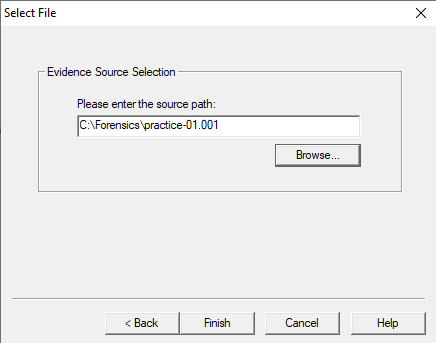 Select File
Evidence Source Selection
Please enter the source path:
C:\Forensics\practice-01.001
Browse...
< Back Finish Cancel Help